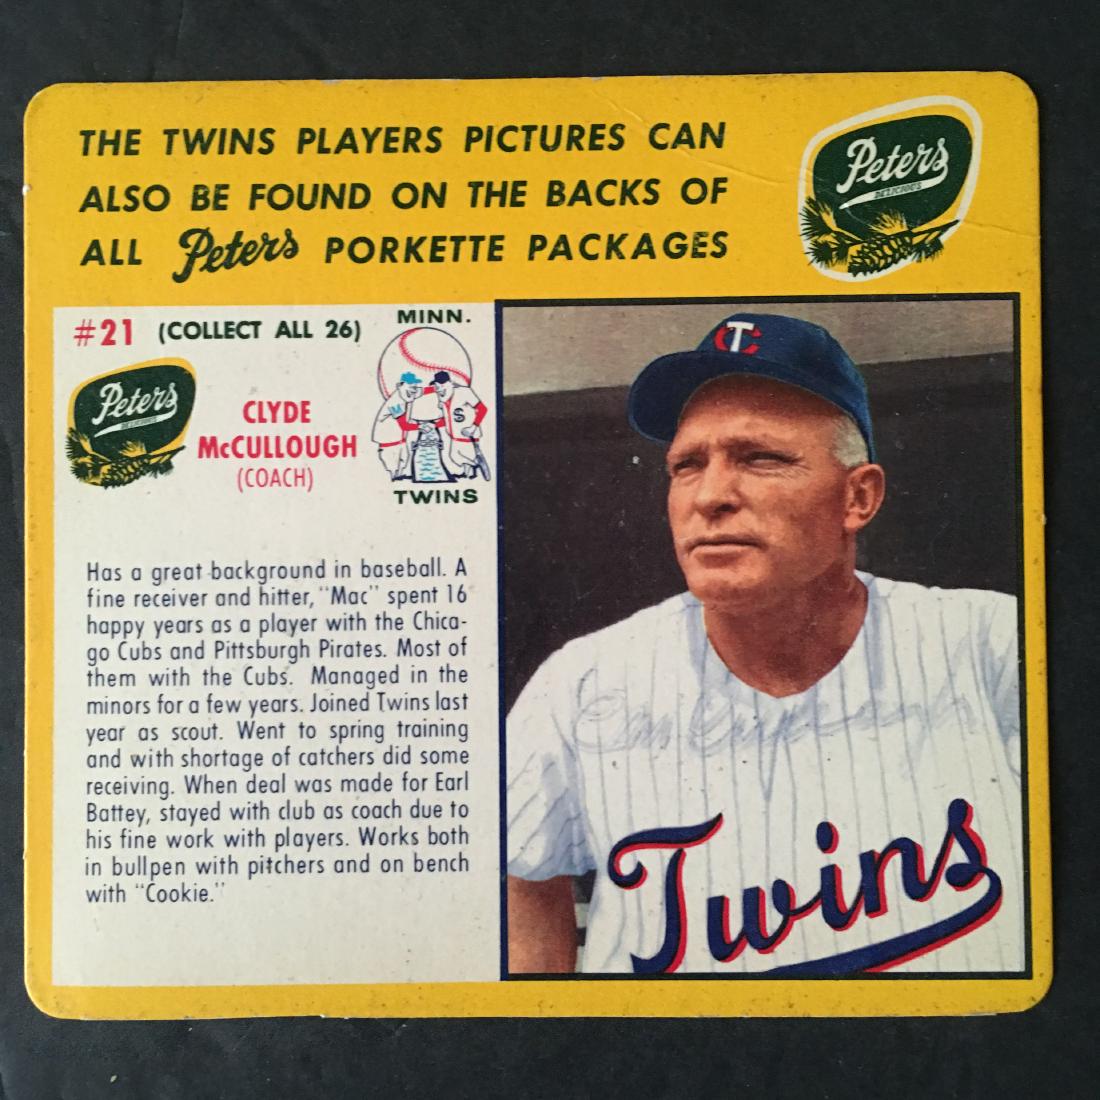 THE TWINS PLAYERS PICTURES CAN
ALSO BE FOUND ON THE BACKS OF
ALL Peters PORKETTE PACKAGES
Peters
DELICIOUS
#21 (COLLECT ALL 26)
MINN.
TWINS
Peters
DELICIOUS
CLYDE
McCULLOUGH
(COACH)
Has a great background in baseball. A
fine receiver and hitter, "Mac" spent 16
happy years as a player with the Chica-
go Cubs and Pittsburgh Pirates. Most of
them with the Cubs. Managed in the
minors for a few years. Joined Twins last
year as scout. Went to spring training
and with shortage of catchers did some
receiving. When deal was made for Earl
Battey, stayed with club as coach due to
his fine work with players. Works both
in bullpen with pitchers and on bench
with "Cookie."
TC
Twins